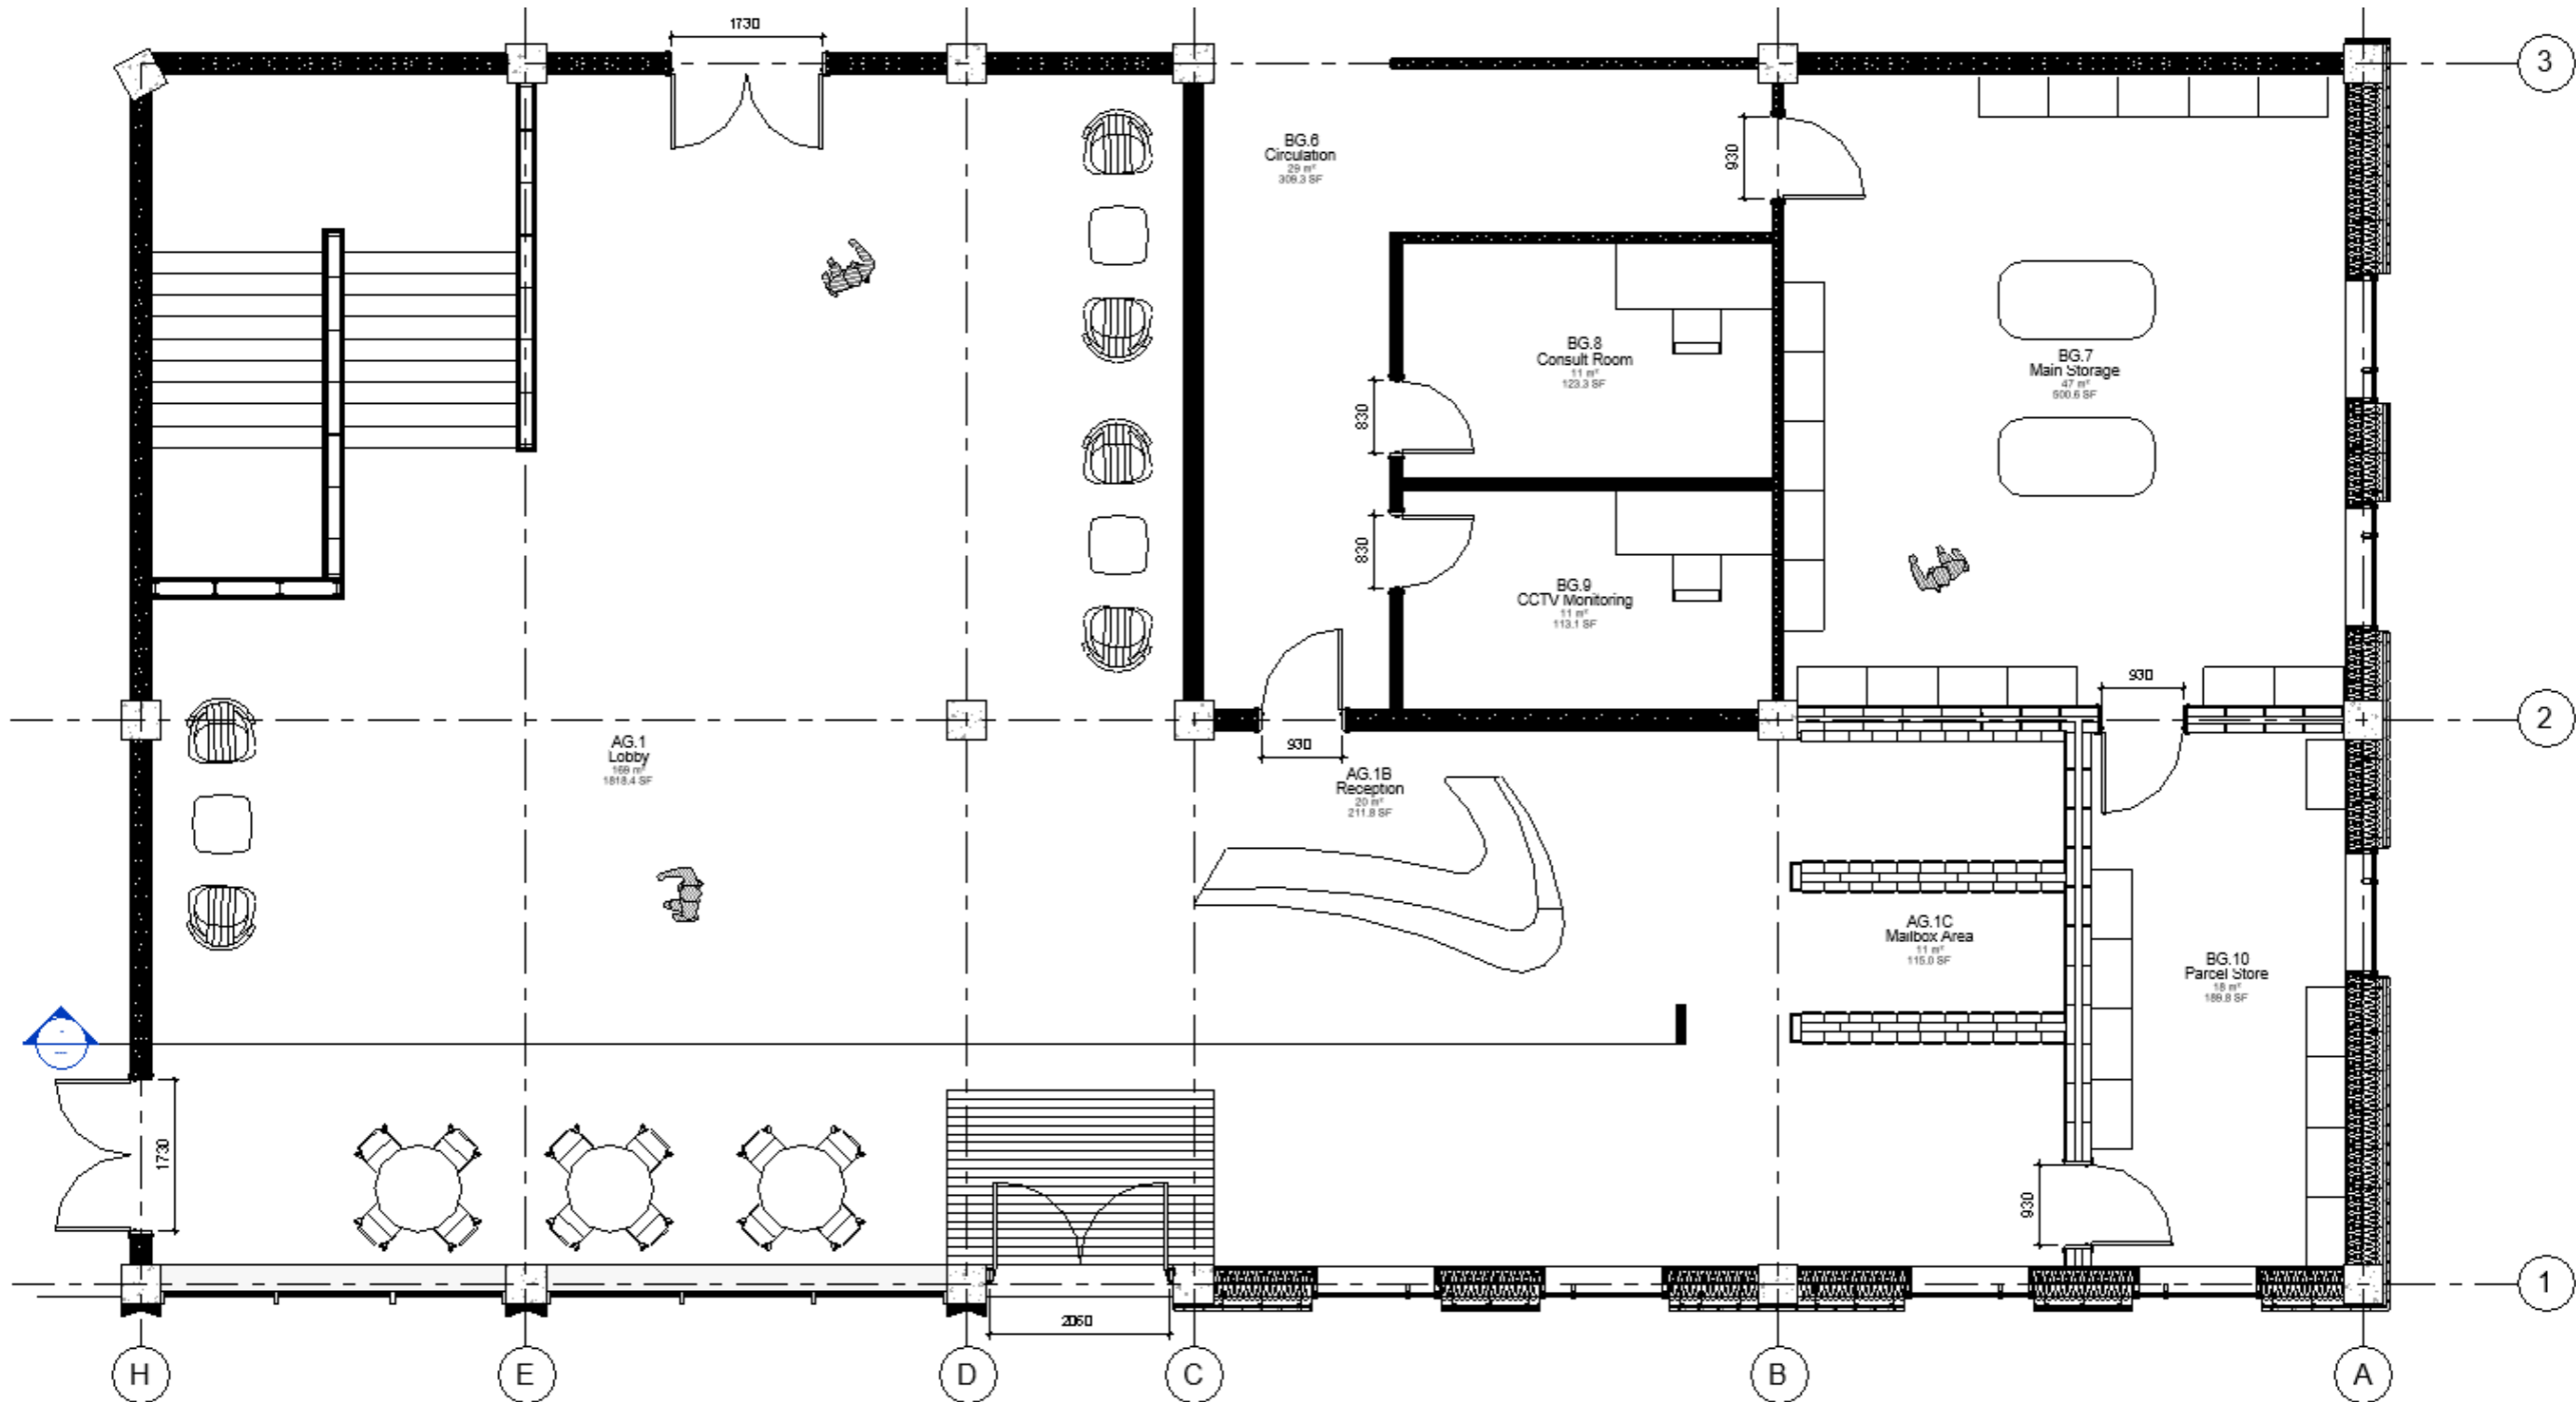 1730
3
BG.6
Circulation
29 m²
309.3 SF
930
BG.8
Consult Room
11 m²
123.3 SF
BG.7
Main Storage
47 m²
500.6 SF
830
830
BG.9
CCTV Monitoring
11 m²
113.1 SF
930
2
AG.1
Lobby
169 m²
1818.4 SF
930
AG.1B
Reception
20 m²
211.8 SF
AG.1C
Mailbox Area
11 m²
115.0 SF
BG.10
Parcel Store
18 m²
189.8 SF
1730
930
1
2060
H
E
D
C
B
A